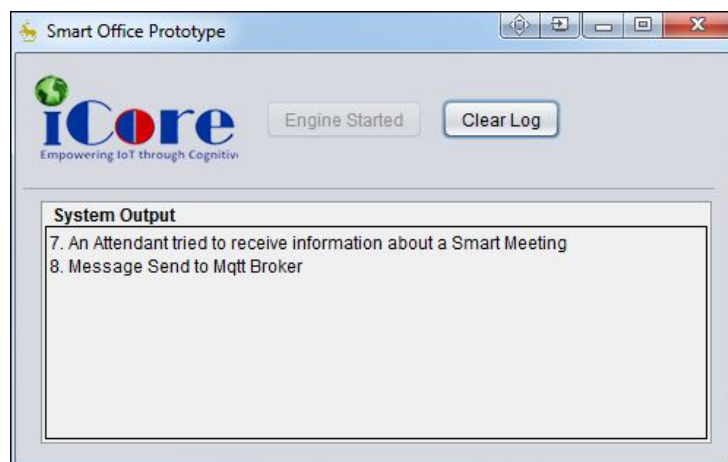 Smart Office Prototype
iCore
Empowering IoT through Cognitiv
Engine Started
Clear Log
System Output
7. An Attendant tried to receive information about a Smart Meeting
8. Message Send to Mqtt Broker